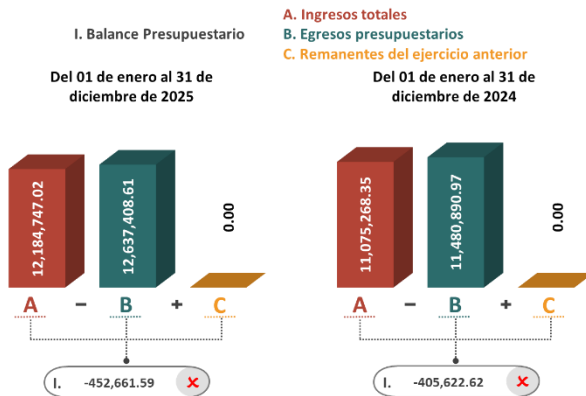 I. Balance Presupuestario
A. Ingresos totales
B. Egresos presupuestarios
C. Remanentes del ejercicio anterior
Del 01 de enero al 31 de
diciembre de 2025
12,184,747.02
12,637,408.61
0.00
A − B + C
I. -452,661.59 ✘
Del 01 de enero al 31 de
diciembre de 2024
11,075,268.35
11,480,890.97
0.00
A − B + C
I. -405,622.62 ✘